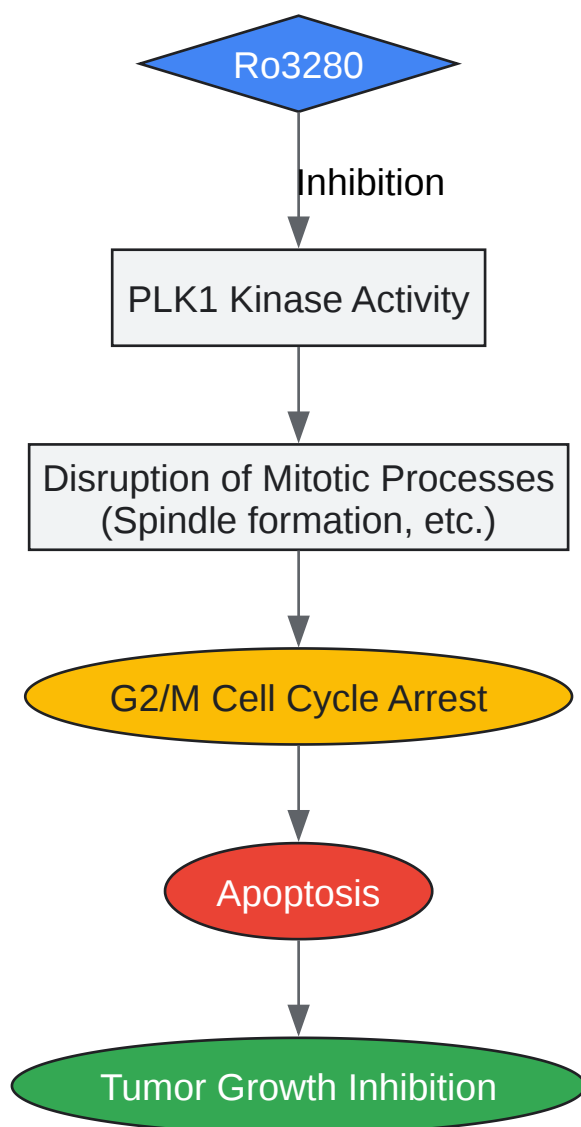 Ro3280
Inhibition
PLK1 Kinase Activity
Disruption of Mitotic Processes
(Spindle formation, etc.)
G2/M Cell Cycle Arrest
Apoptosis
Tumor Growth Inhibition